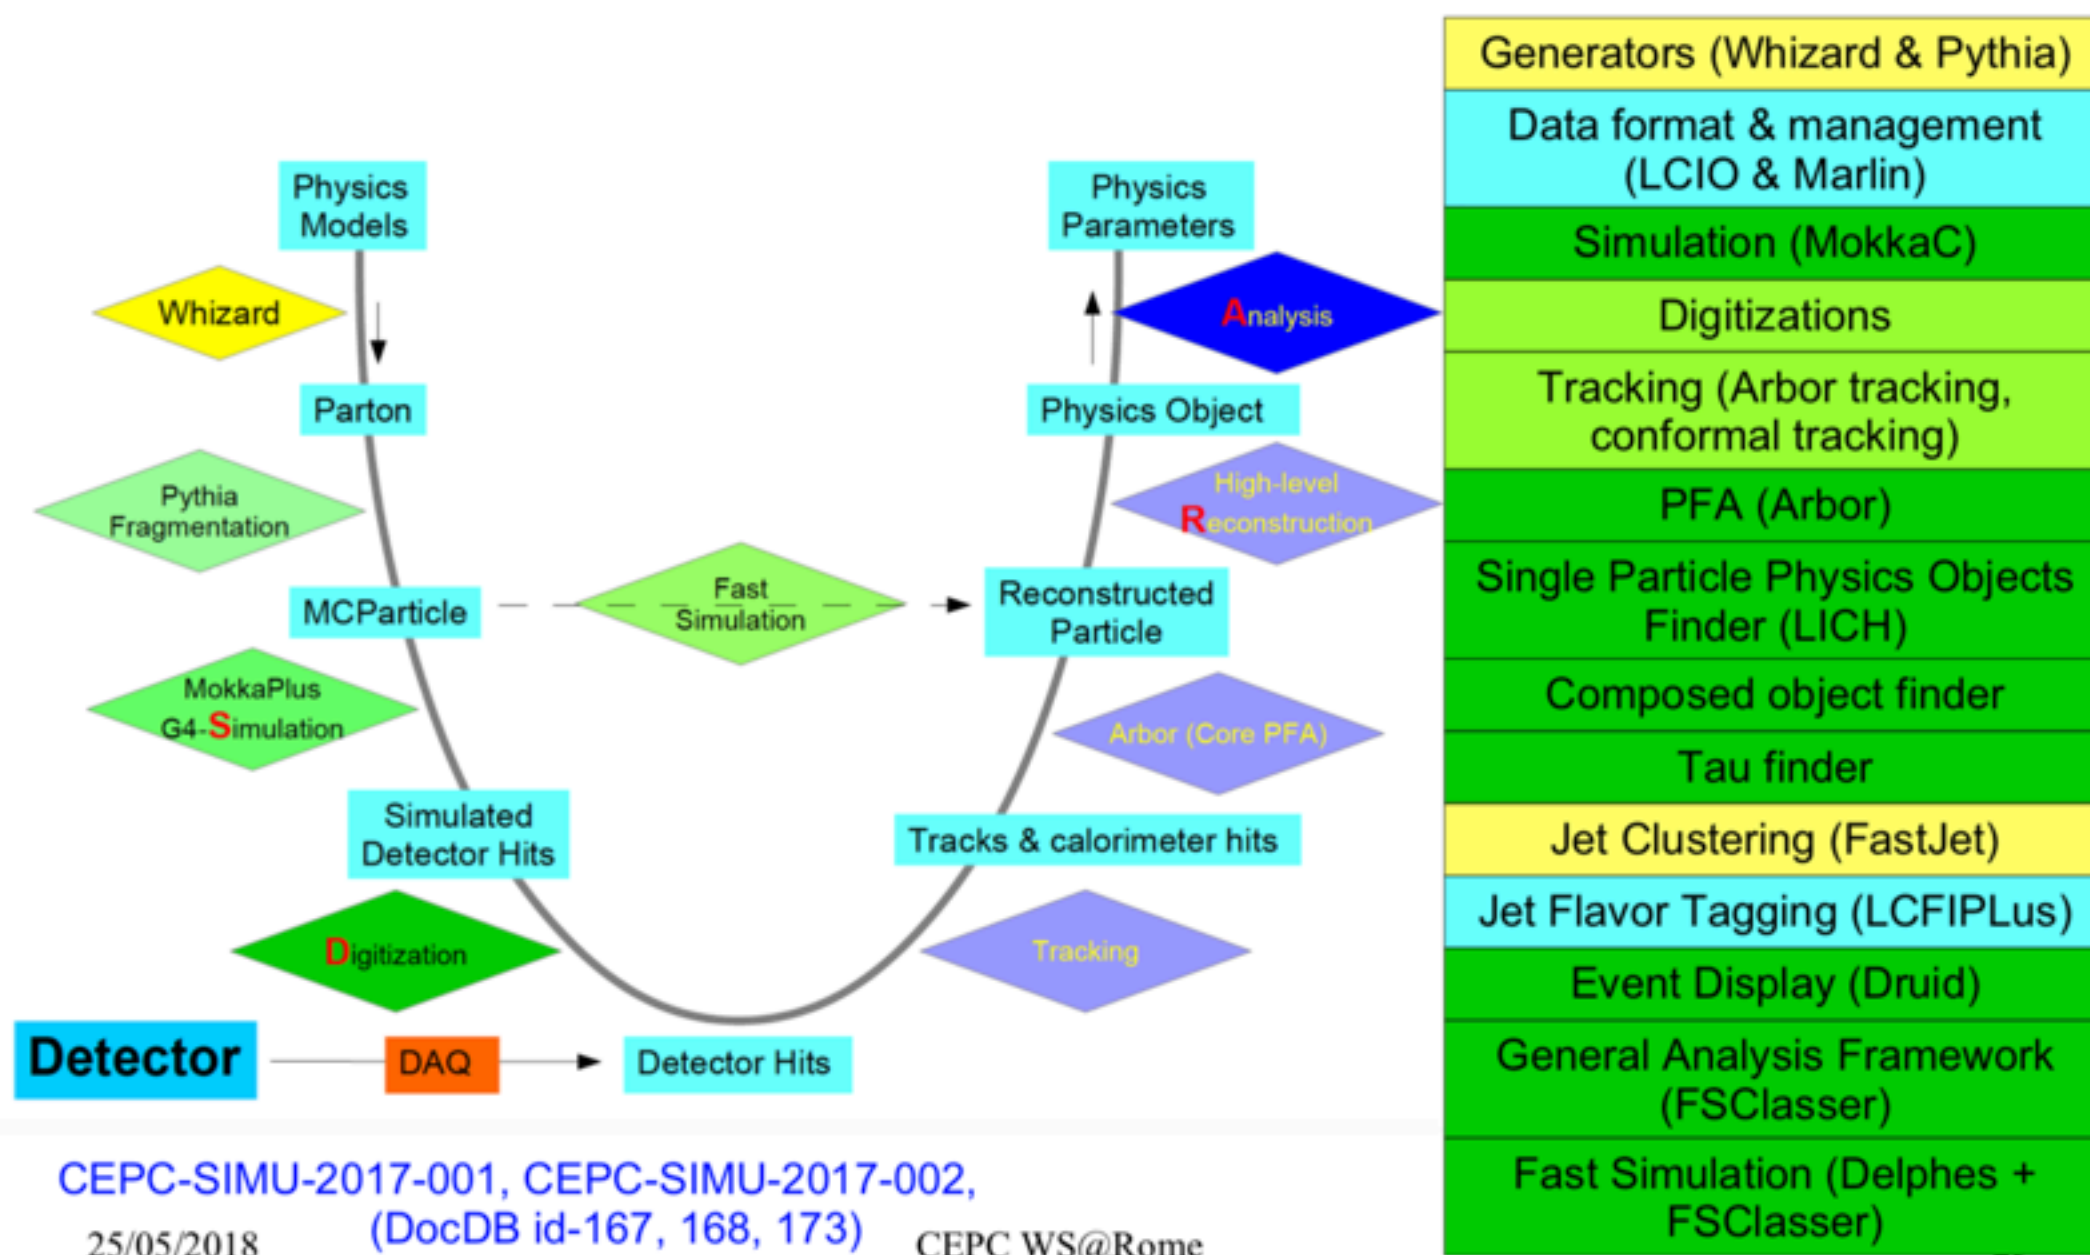 Physics
Models
Whizard
Parton
Pythia
Fragmentation
MCParticle
MokkaPlus
G4-Simulation
Simulated
Detector Hits
Digitization
Detector
DAQ
Detector Hits
Fast
Simulation
Physics
Parameters
Analysis
Physics Object
High-level
Reconstruction
Reconstructed
Particle
Arbor (Core PFA)
Tracks & calorimeter hits
Tracking
Generators (Whizard & Pythia)
Data format & management
(LCIO & Marlin)
Simulation (MokkaC)
Digitizations
Tracking (Arbor tracking,
conformal tracking)
PFA (Arbor)
Single Particle Physics Objects
Finder (LICH)
Composed object finder
Tau finder
Jet Clustering (FastJet)
Jet Flavor Tagging (LCFIPLus)
Event Display (Druid)
General Analysis Framework
(FSClasser)
Fast Simulation (Delphes +
FSClasser)
CEPC-SIMU-2017-001, CEPC-SIMU-2017-002,
(DocDB id-167, 168, 173)
25/05/2018
CEPC WS@Rome